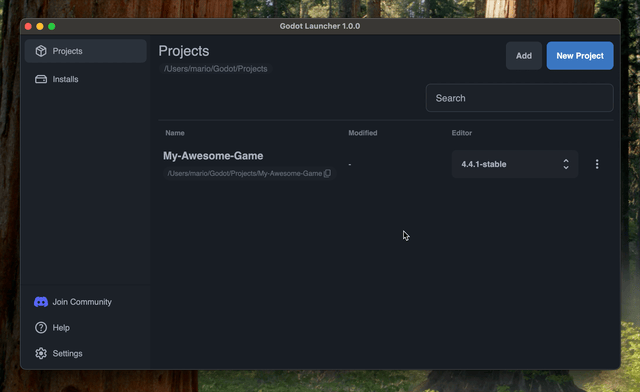 Godot Launcher 1.0.0
Projects
Installs
Join Community
Help
Settings
Projects
/Users/mario/Godot/Projects
Add
New Project
Search
Name Modified Editor
My-Awesome-Game
/Users/mario/Godot/Projects/My-Awesome-Game
-
4.4.1-stable